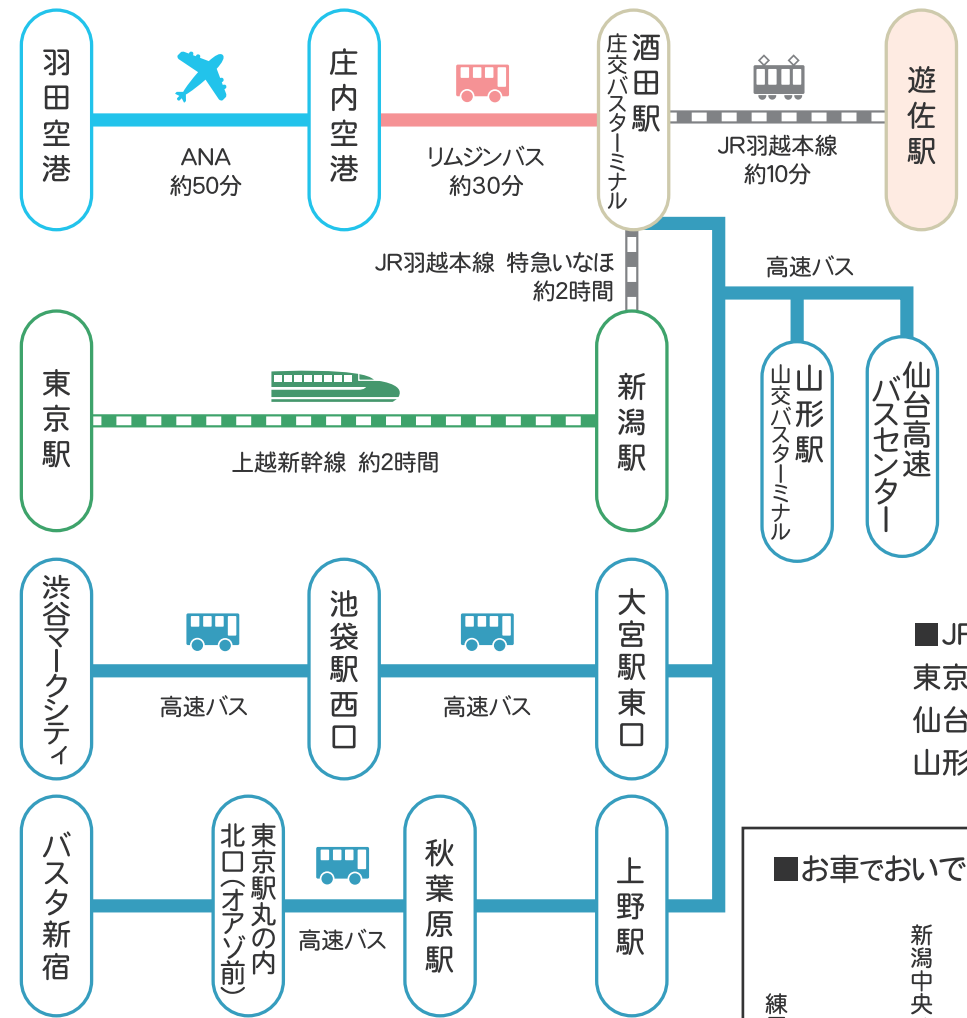 羽田空港
ANA
約50分
庄内空港
リムジンバス
約30分
酒田駅
庄交バスターミナル
JR羽越本線
約10分
遊佐駅
JR羽越本線 特急いなほ
約2時間
高速バス
東京駅
上越新幹線 約2時間
新潟駅
山形駅
山交バスターミナル
仙台高速
バスセンター
渋谷マークシティ
高速バス
池袋駅西口
高速バス
大宮駅東口
■JR
東京
仙台
山形
バスタ新宿
東京駅丸の内
北口(オアゾ前)
高速バス
秋葉原駅
上野駅
■お車でおいで
新潟中央
練